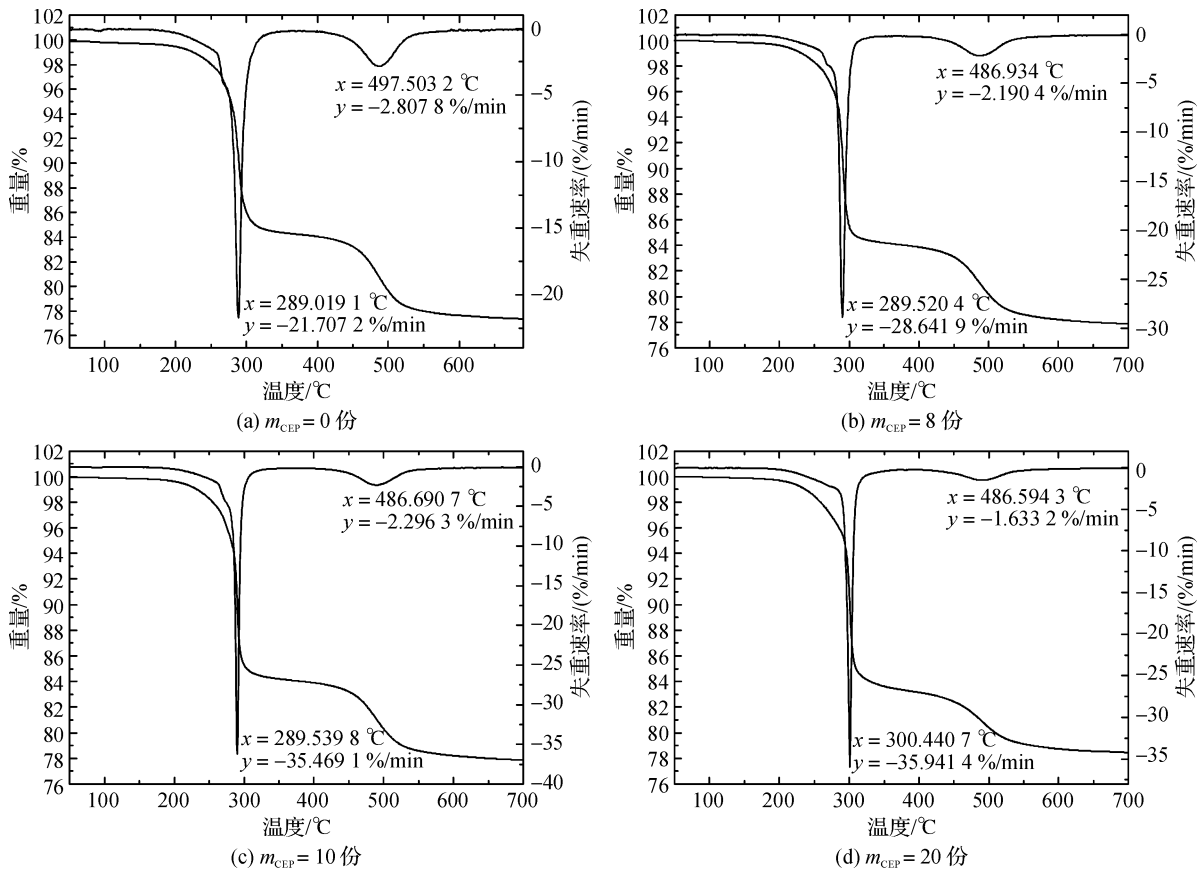 102
100
98
96
94
92
90
88
86
84
82
80
78
76
重量/%
0
−5
−10
−15
−20
失重速率/(%/min)
x = 497.503 2 ℃
y = −2.807 8 %/min
x = 289.019 1 ℃
y = −21.707 2 %/min
100 200 300 400 500 600
温度/℃
(a) mCEP = 0 份
102
100
98
96
94
92
90
88
86
84
82
80
78
76
重量/%
0
−5
−10
−15
−20
−25
−30
失重速率/(%/min)
x = 486.934 ℃
y = −2.190 4 %/min
x = 289.520 4 ℃
y = −28.641 9 %/min
100 200 300 400 500 600 700
温度/℃
(b) mCEP = 8 份
102
100
98
96
94
92
90
88
86
84
82
80
78
76
重量/%
0
−5
−10
−15
−20
−25
−30
−35
−40
失重速率/(%/min)
x = 486.690 7 ℃
y = −2.296 3 %/min
x = 289.539 8 ℃
y = −35.469 1 %/min
100 200 300 400 500 600 700
温度/℃
(c) mCEP = 10 份
102
100
98
96
94
92
90
88
86
84
82
80
78
76
重量/%
0
−5
−10
−15
−20
−25
−30
−35
失重速率/(%/min)
x = 486.594 3 ℃
y = −1.633 2 %/min
x = 300.440 7 ℃
y = −35.941 4 %/min
100 200 300 400 500 600 700
温度/℃
(d) mCEP = 20 份